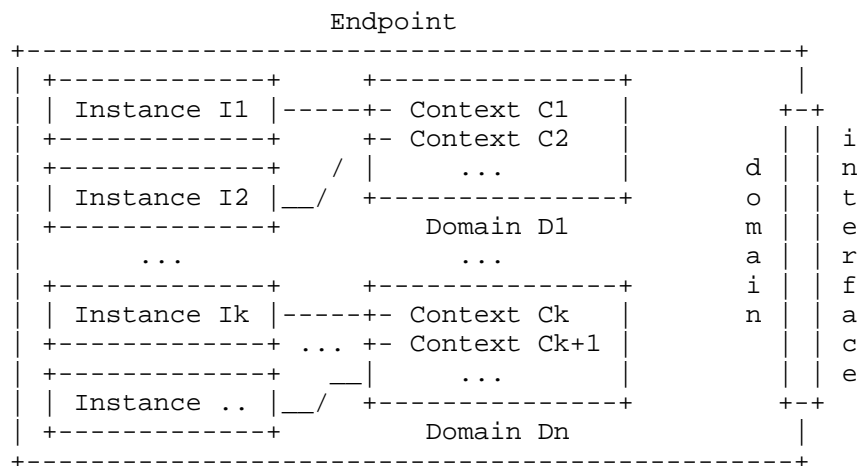 Endpoint
Instance I1
Context C1
Context C2
...
Instance I2
Domain D1
...
...
Instance Ik
Context Ck
...
Context Ck+1
...
Instance ..
Domain Dn
domain
interface